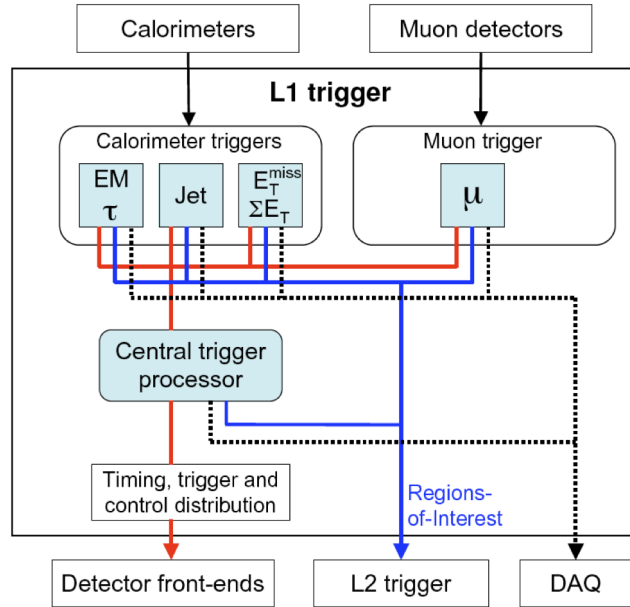 Calorimeters
Muon detectors
L1 trigger
Calorimeter triggers
Muon trigger
EM
τ
Jet
E_T^miss
ΣE_T
μ
Central trigger
processor
Timing, trigger and
control distribution
Regions-
of-Interest
Detector front-ends
L2 trigger
DAQ